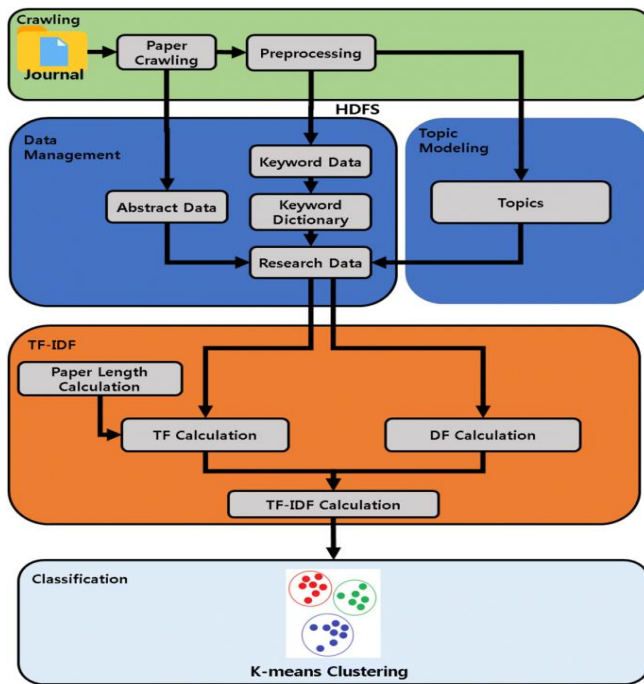 Crawling
Journal
Paper
Crawling
Preprocessing
HDFS
Data
Management
Keyword Data
Abstract Data
Keyword
Dictionary
Research Data
Topic
Modeling
Topics
TF-IDF
Paper Length
Calculation
TF Calculation
DF Calculation
TF-IDF Calculation
Classification
K-means Clustering